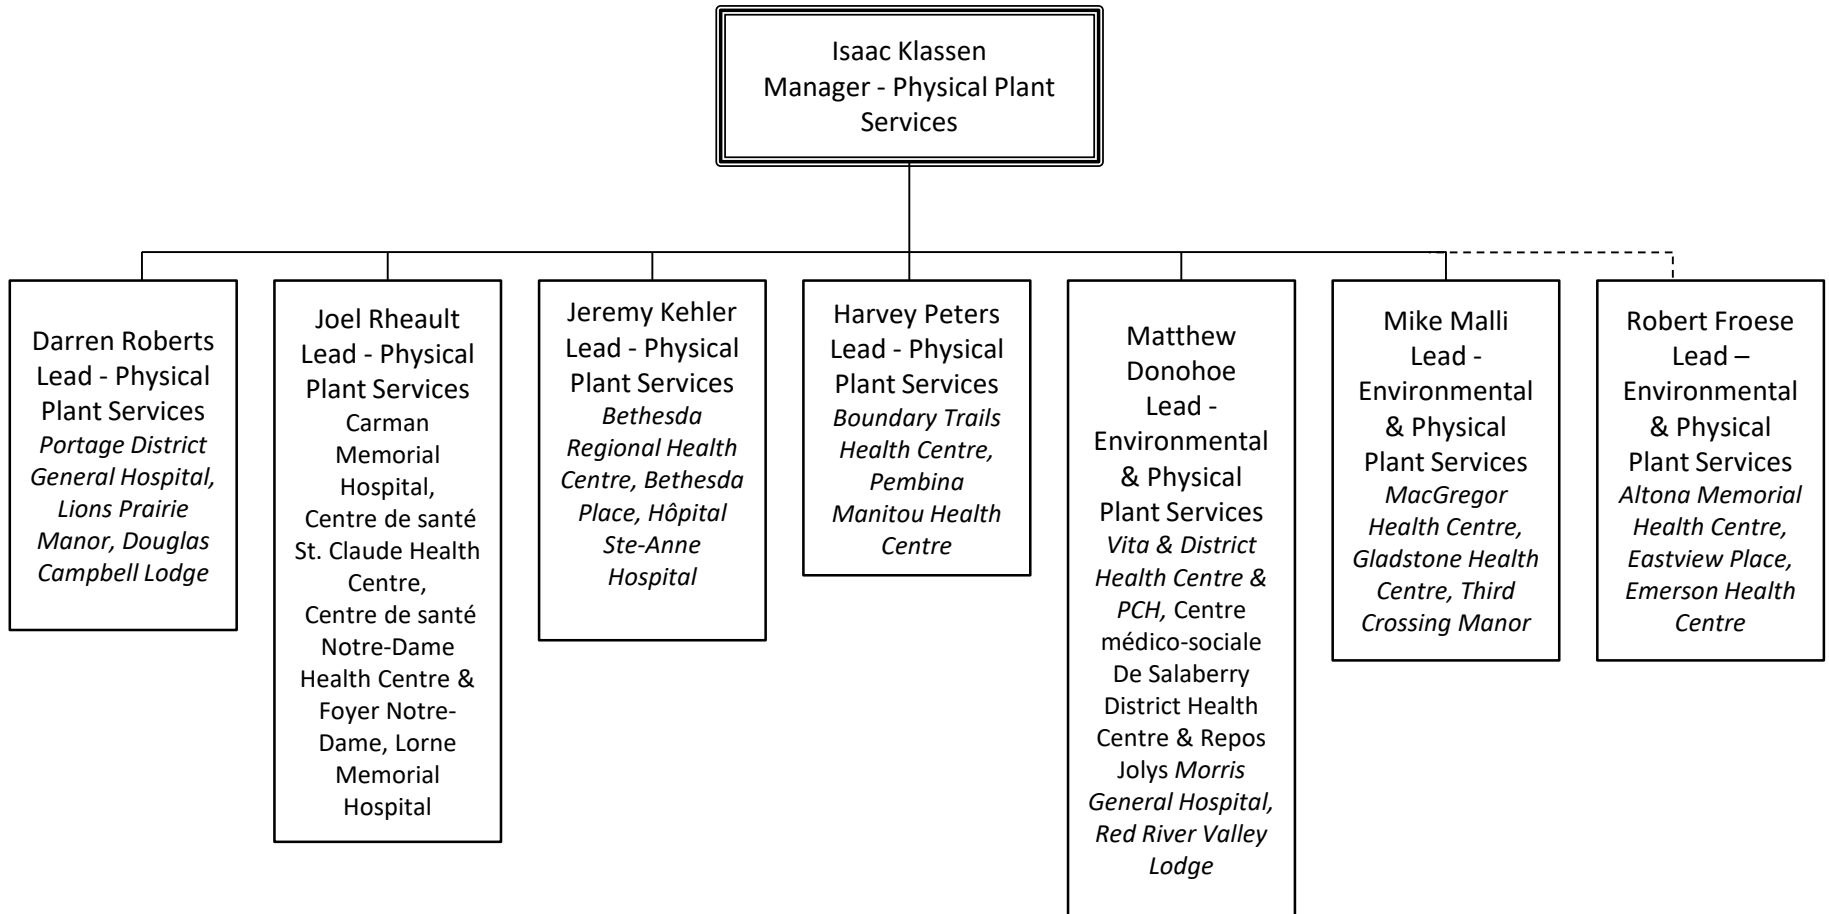 Isaac Klassen
Manager - Physical Plant
Services
Darren Roberts
Lead - Physical
Plant Services
Portage District
General Hospital,
Lions Prairie
Manor, Douglas
Campbell Lodge
Joel Rheault
Lead - Physical
Plant Services
Carman
Memorial
Hospital,
Centre de santé
St. Claude Health
Centre,
Centre de santé
Notre-Dame
Health Centre &
Foyer Notre-
Dame, Lorne
Memorial
Hospital
Jeremy Kehler
Lead - Physical
Plant Services
Bethesda
Regional Health
Centre, Bethesda
Place, Hôpital
Ste-Anne
Hospital
Harvey Peters
Lead - Physical
Plant Services
Boundary Trails
Health Centre,
Pembina
Manitou Health
Centre
Matthew
Donohoe
Lead -
Environmental
& Physical
Plant Services
Vita & District
Health Centre &
PCH, Centre
médico-sociale
De Salaberry
District Health
Centre & Repos
Jolys Morris
General Hospital,
Red River Valley
Lodge
Mike Malli
Lead -
Environmental
& Physical
Plant Services
MacGregor
Health Centre,
Gladstone Health
Centre, Third
Crossing Manor
Robert Froese
Lead –
Environmental
& Physical
Plant Services
Altona Memorial
Health Centre,
Eastview Place,
Emerson Health
Centre